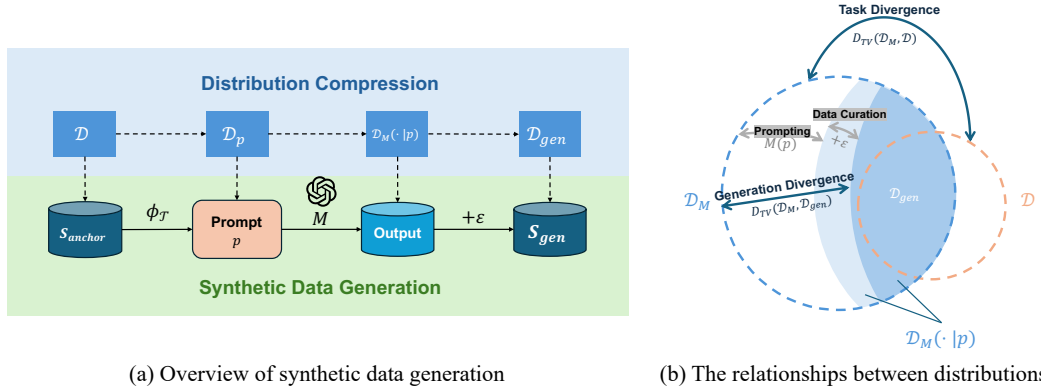 Distribution Compression
𝒟
𝒟_p
𝒟_M(· |p)
𝒟_gen
S_anchor
ϕ_𝒯
Prompt
p
M
Output
+ε
S_gen
Synthetic Data Generation
(a) Overview of synthetic data generation
Task Divergence
D_TV(𝒟_M, 𝒟)
Data Curation
+ε
Prompting
M(p)
Generation Divergence
D_TV(𝒟_M, 𝒟_gen)
𝒟_M
𝒟_gen
𝒟
𝒟_M(· |p)
(b) The relationships between distributions